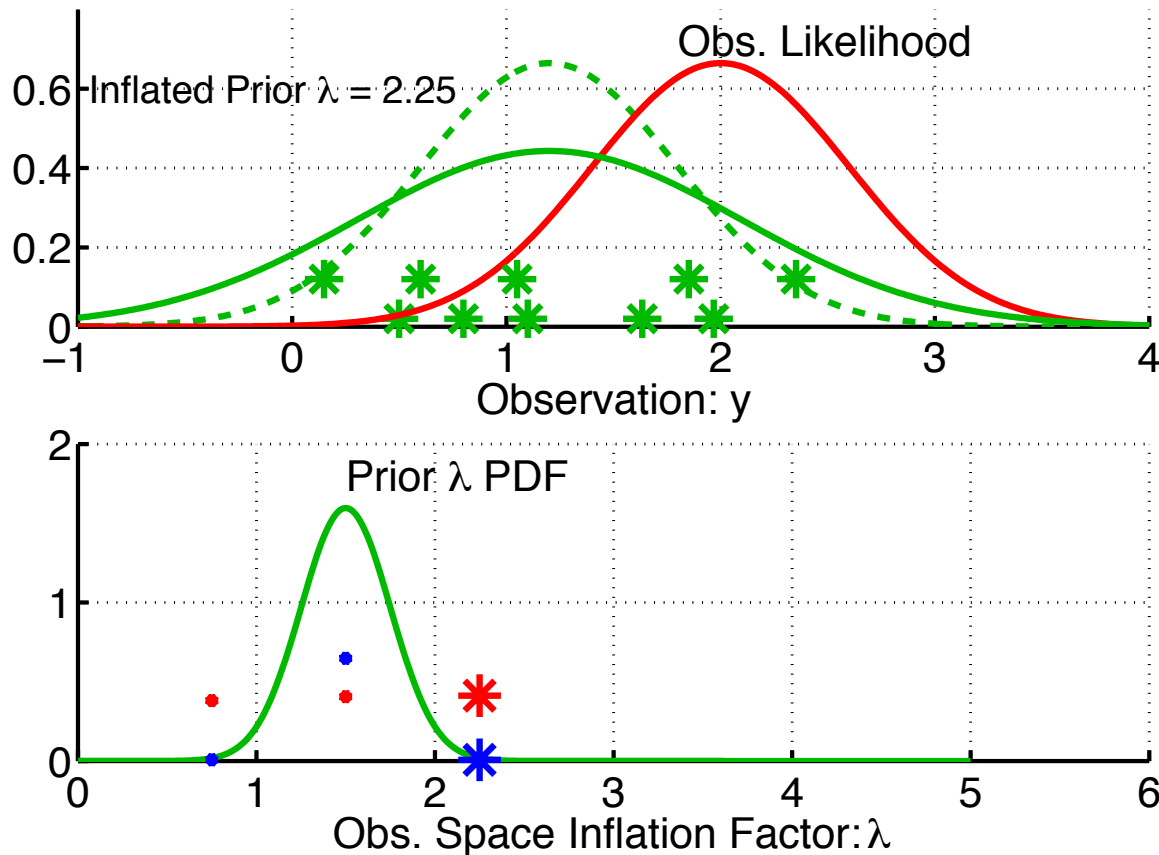 Obs. Likelihood
Inflated Prior λ = 2.25
0.6
0.4
0.2
0
−1 0 1 2 3 4
Observation: y
Prior λ PDF
2
1
0
0 1 2 3 4 5 6
Obs. Space Inflation Factor: λ